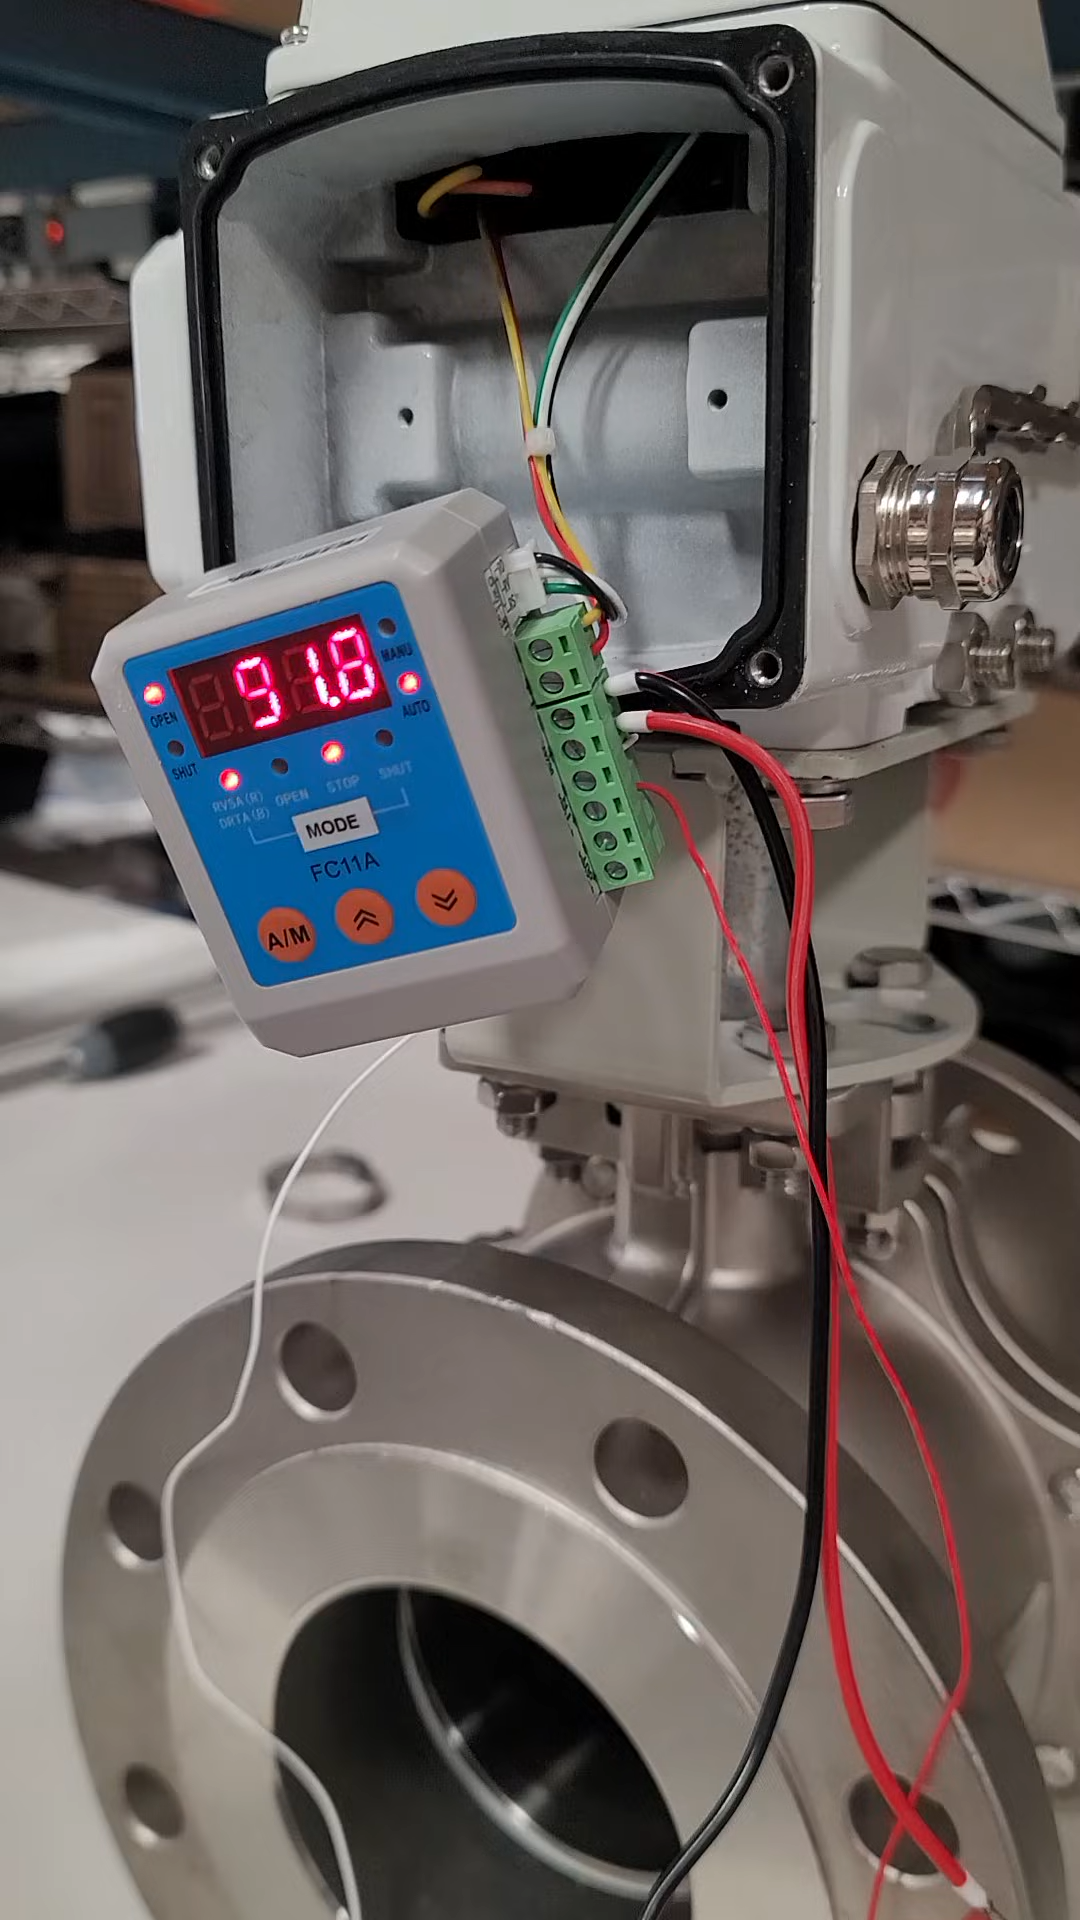 91.8
MANU
OPEN
AUTO
SHUT
RVSA(R) OPEN STOP SHUT
DRTA(B)
MODE
FC11A
A/M